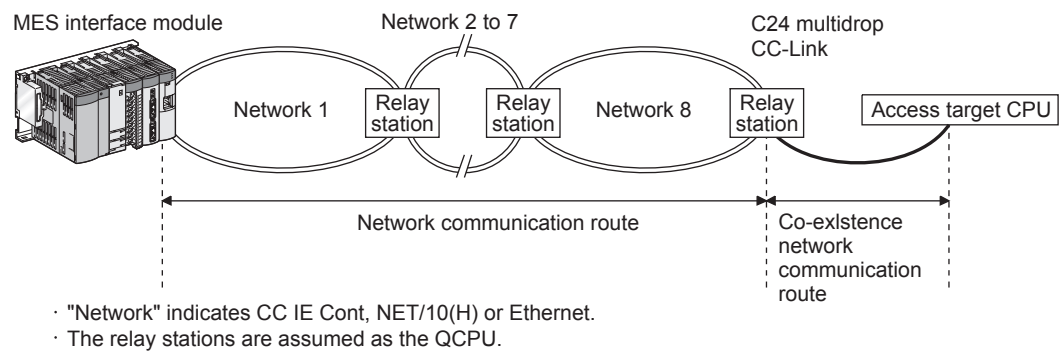 MES interface module
Network 2 to 7
C24 multidrop
CC-Link
Network 1
Relay
station
Relay
station
Network 8
Relay
station
Access target CPU
Network communication route
Co-exlstence
network
communication
route
· "Network" indicates CC IE Cont, NET/10(H) or Ethernet.
· The relay stations are assumed as the QCPU.